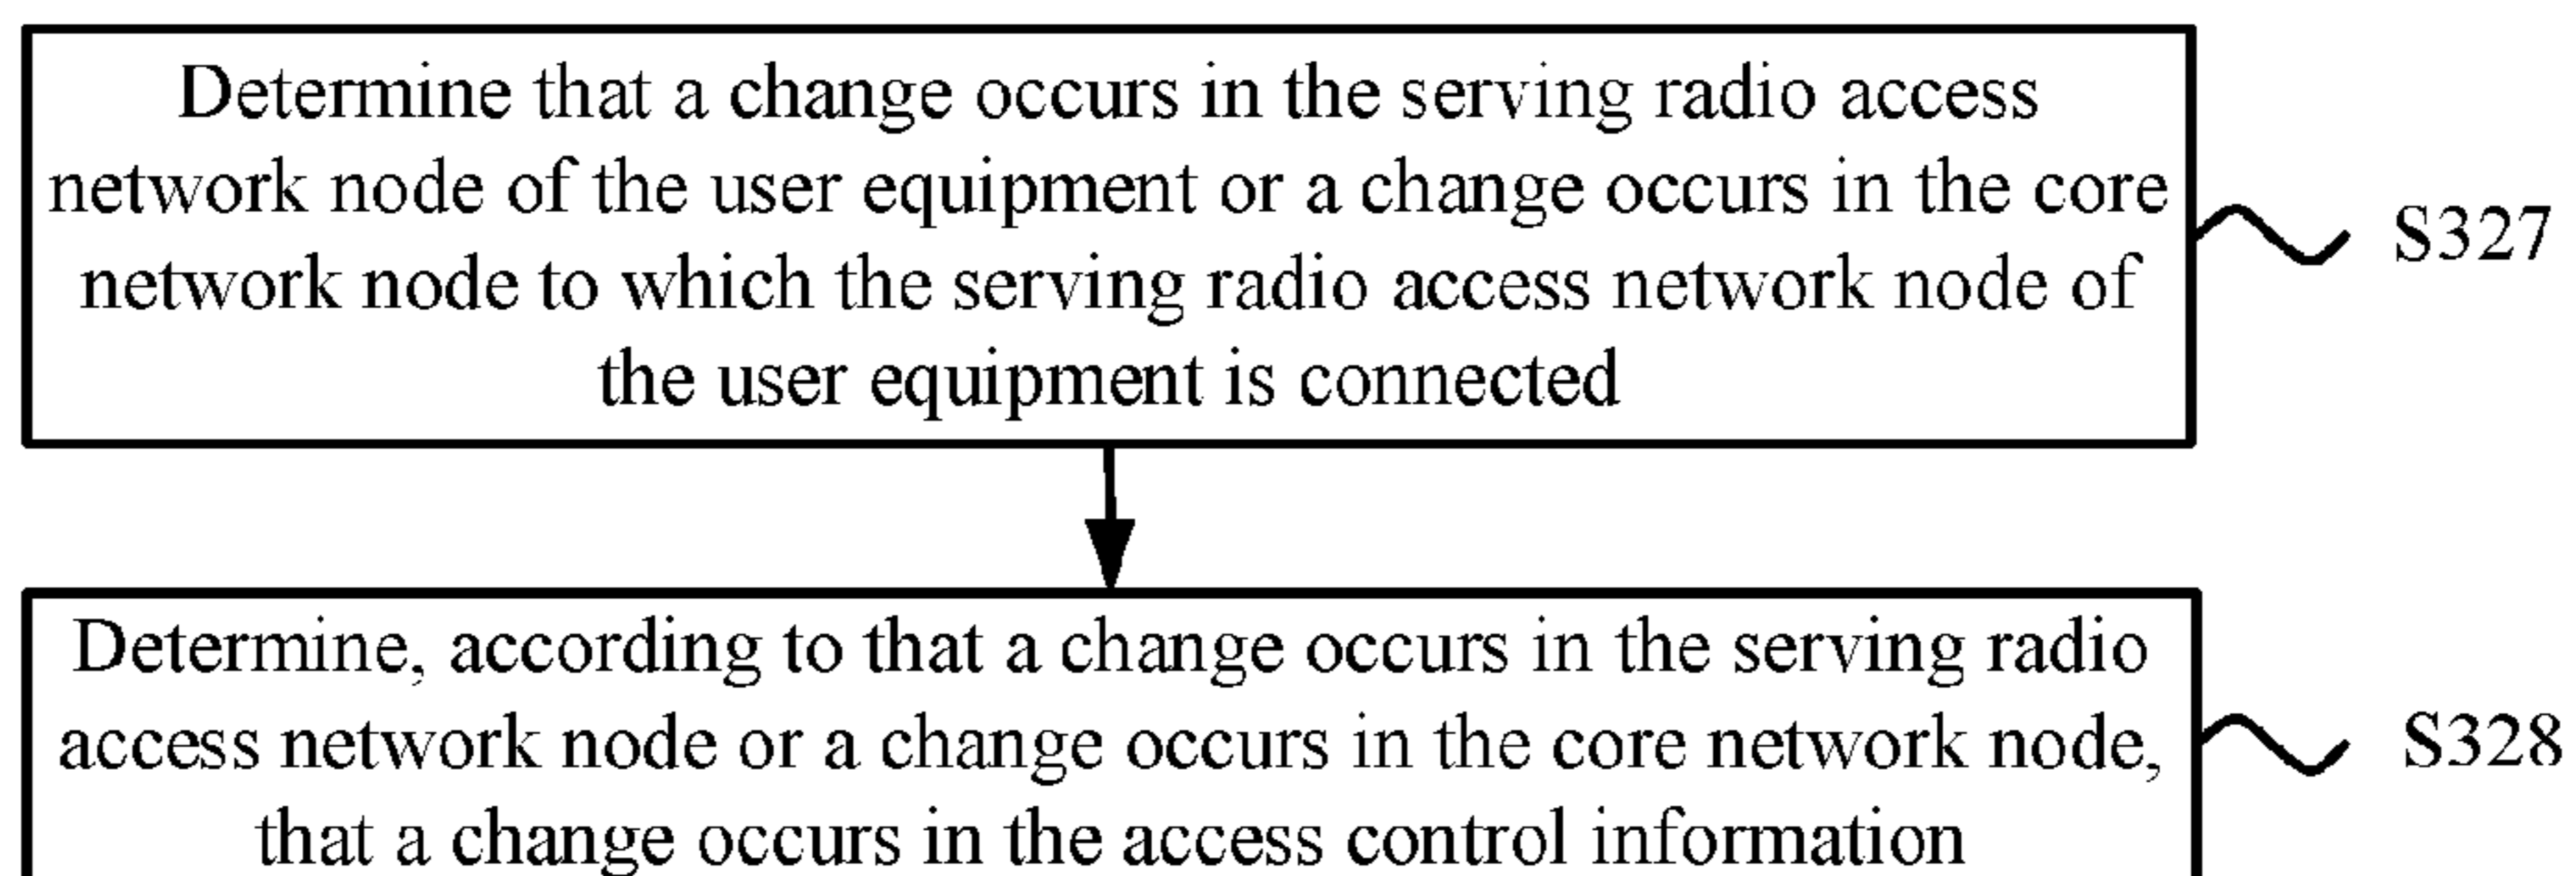 Determine that a change occurs in the serving radio access
network node of the user equipment or a change occurs in the core
network node to which the serving radio access network node of
the user equipment is connected
S327
Determine, according to that a change occurs in the serving radio
access network node or a change occurs in the core network node,
that a change occurs in the access control information
S328